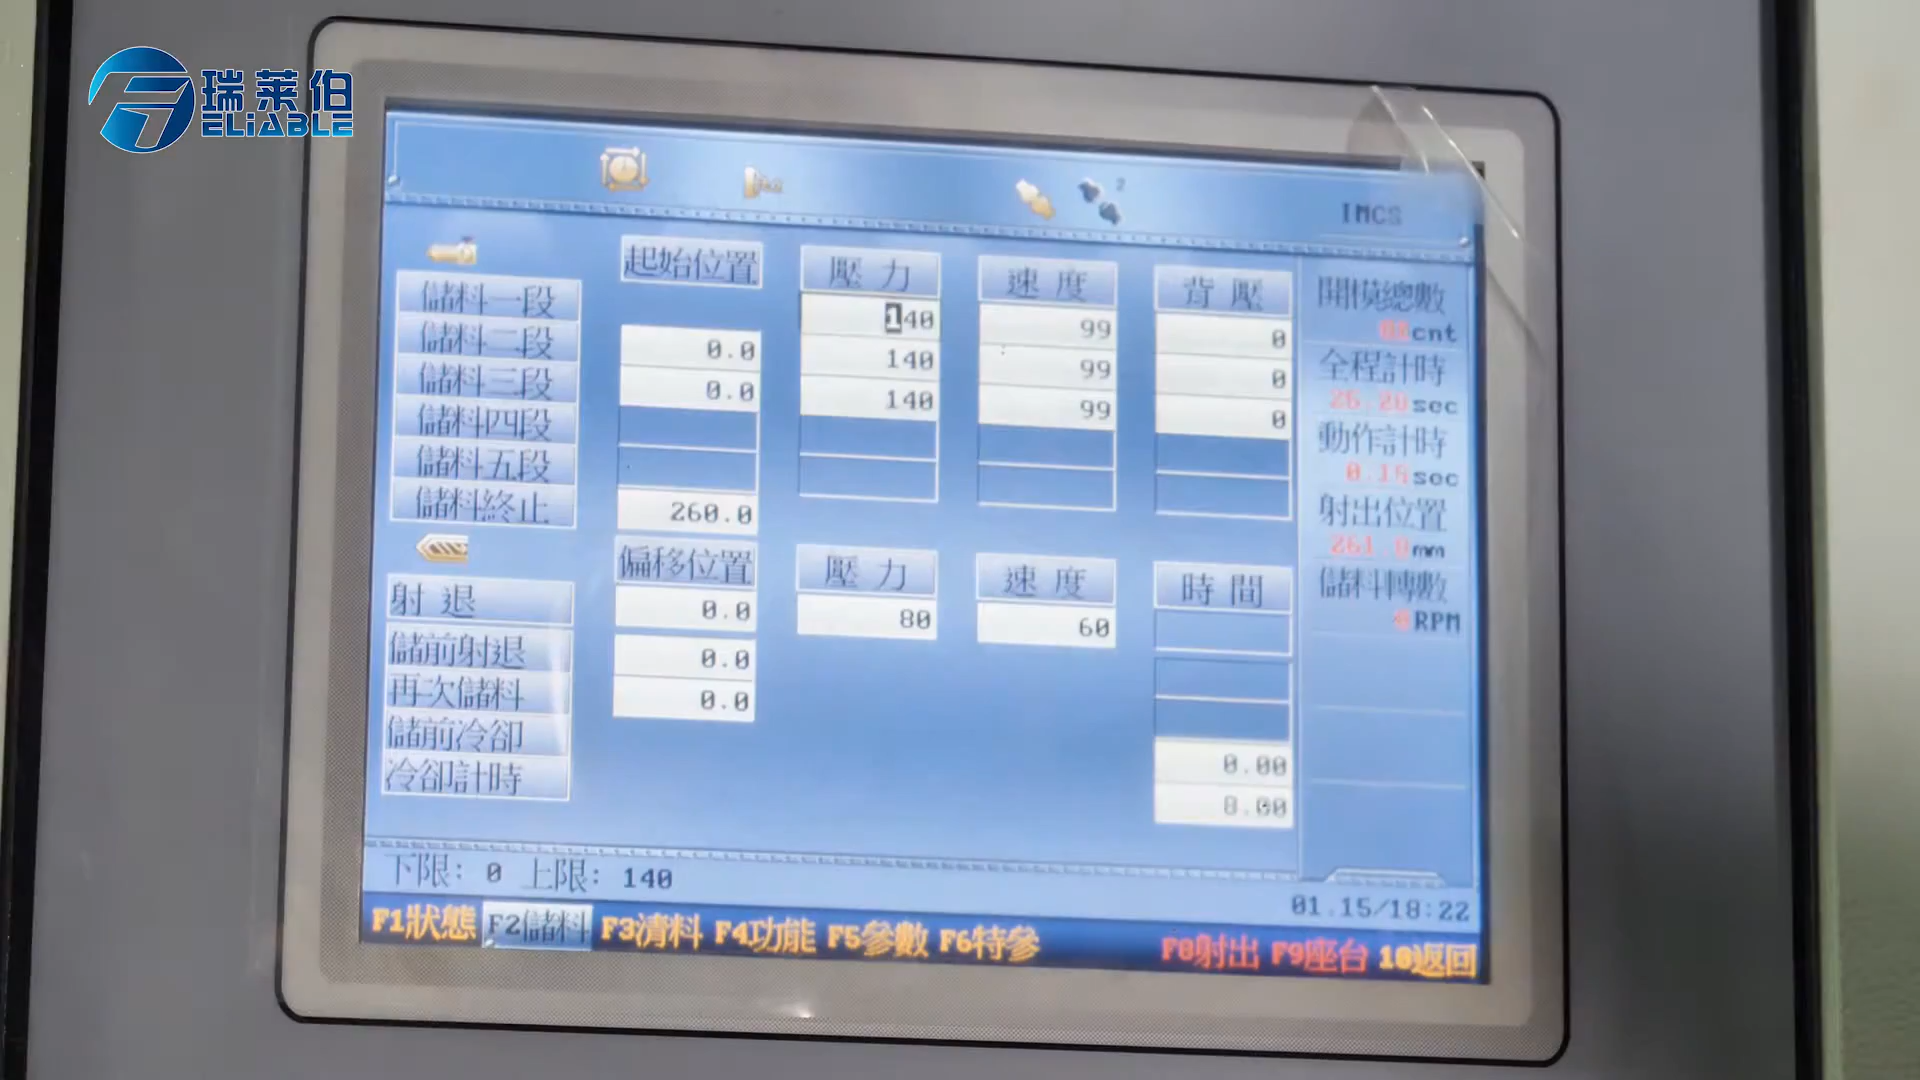 瑞莱伯
ELIABLE
IMCS
起始位置 壓力 速度 背壓
儲料一段 140 99 0
儲料二段 0.0 140 99 0
儲料三段 0.0 140 99 0
儲料四段
儲料五段
儲料終止 260.0
偏移位置 壓力 速度 時間
射退 0.0 80 60
儲前射退 0.0
再次儲料 0.0
儲前冷卻 0.00
冷卻計時
開模總數
cnt
全程計時
26.20sec
動作計時
sec
射出位置
mm
儲料轉數
RPM
下限: 0 上限: 140
01.15/18:22
F1狀態 F2儲料 F3清料 F4功能 F5參數 F6特參 F8射出 F9座台 10返回